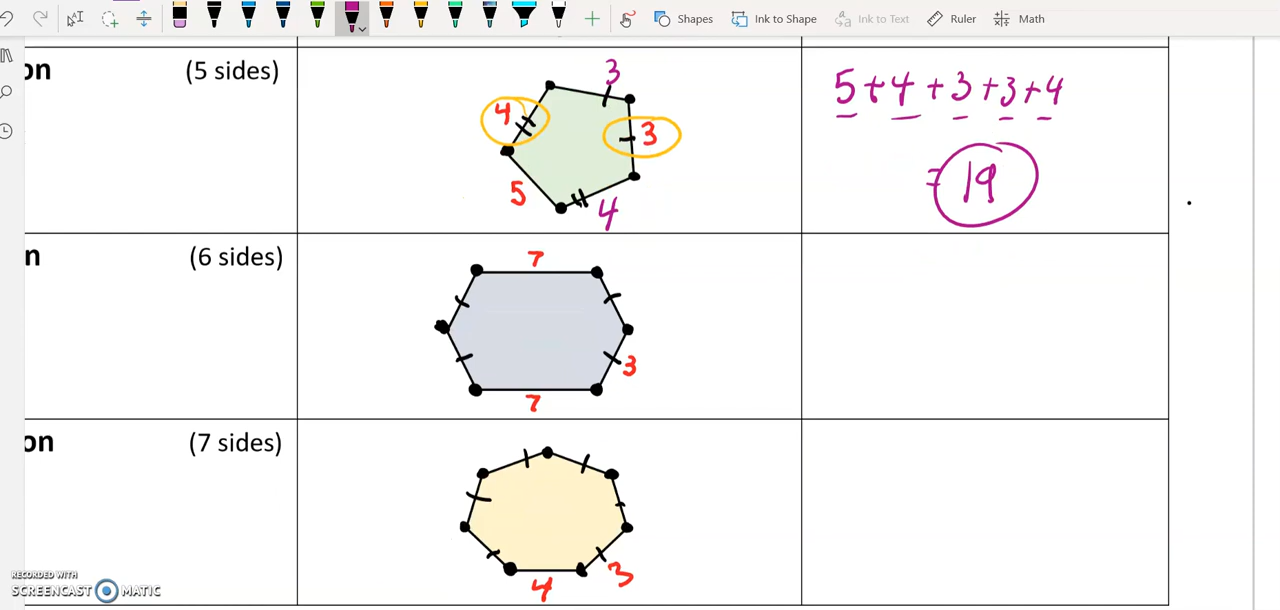 Shapes Ink to Shape Ink to Text Ruler Math
on (5 sides)
3
4
3
5
4
5+4+3+3+4
=19
n (6 sides)
7
3
7
on (7 sides)
3
4
RECORDED WITH
SCREENCAST MATIC